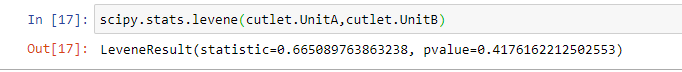 In [17]: scipy.stats.levene(cutlet.UnitA,cutlet.UnitB)
Out[17]: LeveneResult(statistic=0.665089763863238, pvalue=0.4176162212502553)